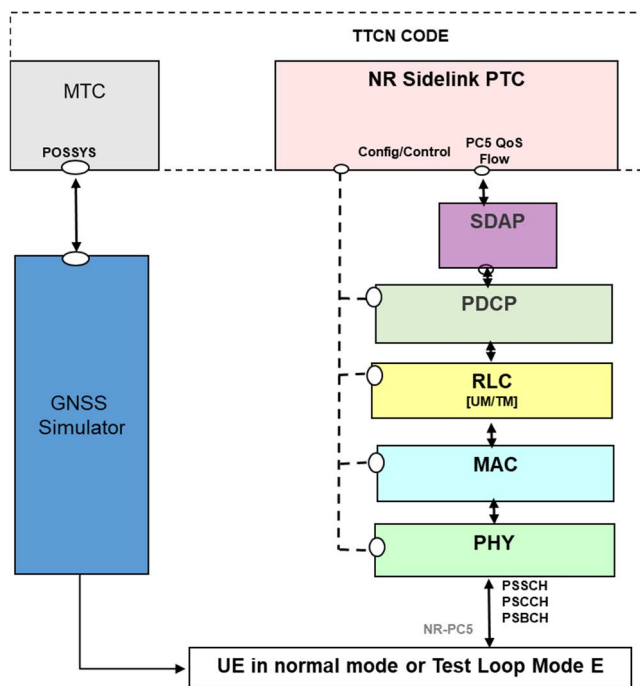 TTCN CODE
MTC
POSSYS
NR Sidelink PTC
Config/Control
PC5 QoS
Flow
SDAP
PDCP
RLC
[UM/TM]
MAC
PHY
GNSS
Simulator
PSSCH
PSCCH
PSBCH
NR-PC5
UE in normal mode or Test Loop Mode E